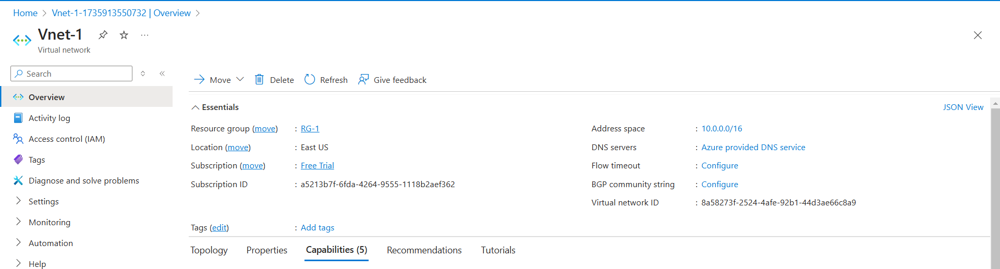 Home > Vnet-1-1735913550732 | Overview >
Vnet-1
Virtual network
Search
Overview
Activity log
Access control (IAM)
Tags
Diagnose and solve problems
Settings
Monitoring
Automation
Help
Move
Delete
Refresh
Give feedback
Essentials
JSON View
Resource group (move) : RG-1
Location (move) : East US
Subscription (move) : Free Trial
Subscription ID : a5213b7f-6fda-4264-9555-1118b2aef362
Address space : 10.0.0.0/16
DNS servers : Azure provided DNS service
Flow timeout : Configure
BGP community string : Configure
Virtual network ID : 8a58273f-2524-4afe-92b1-44d3ae66c8a9
Tags (edit) : Add tags
Topology
Properties
Capabilities (5)
Recommendations
Tutorials